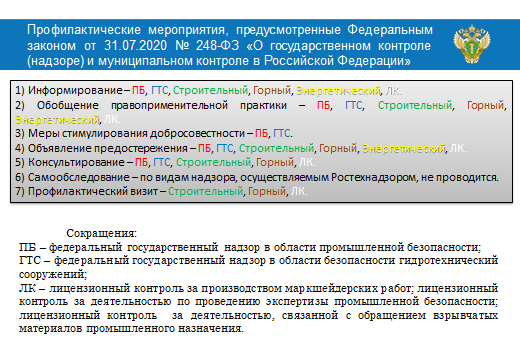 Профилактические мероприятия, предусмотренные Федеральным
законом от 31.07.2020 № 248-ФЗ «О государственном контроле
(надзоре) и муниципальном контроле в Российской Федерации»
1) Информирование – ПБ, ГТС, Строительный, Горный, Энергетический, ЛК.
2) Обобщение правоприменительной практики – ПБ, ГТС, Строительный, Горный,
Энергетический, ЛК.
3) Меры стимулирования добросовестности – ПБ, ГТС.
4) Объявление предостережения – ПБ, ГТС, Строительный, Горный, Энергетический, ЛК.
5) Консультирование – ПБ, ГТС, Строительный, Горный, ЛК.
6) Самообследование – по видам надзора, осуществляемым Ростехнадзором, не проводится.
7) Профилактический визит – Строительный, Горный, ЛК.
Сокращения:
ПБ – федеральный государственный надзор в области промышленной безопасности;
ГТС – федеральный государственный надзор в области безопасности гидротехнический
сооружений;
ЛК – лицензионный контроль за производством маркшейдерских работ; лицензионный
контроль за деятельностью по проведению экспертизы промышленной безопасности;
лицензионный контроль за деятельностью, связанной с обращением взрывчатых
материалов промышленного назначения.